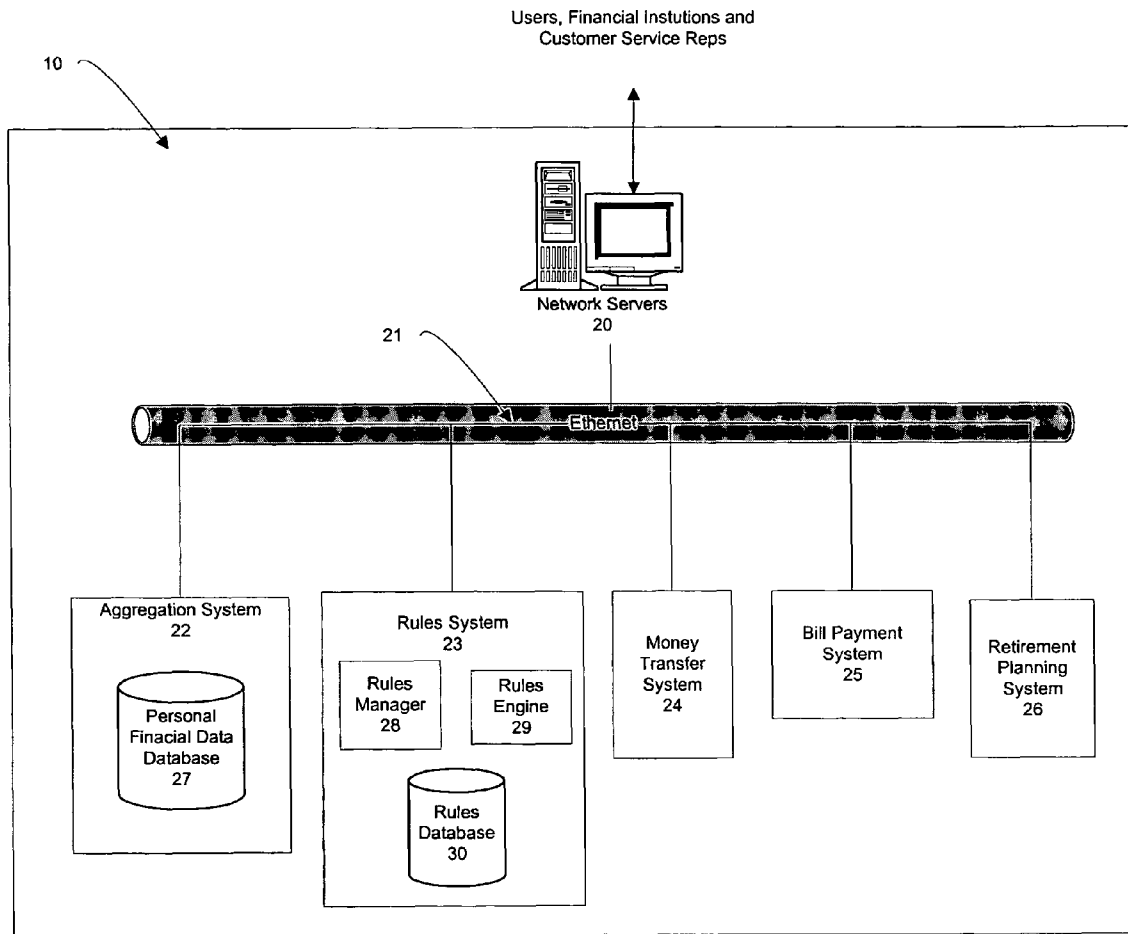 Users, Financial Instutions and
Customer Service Reps
10
Network Servers
20
21
Ethernet
Aggregation System
22
Personal
Finacial Data
Database
27
Rules System
23
Rules
Manager
28
Rules
Engine
29
Rules
Database
30
Money
Transfer
System
24
Bill Payment
System
25
Retirement
Planning
System
26